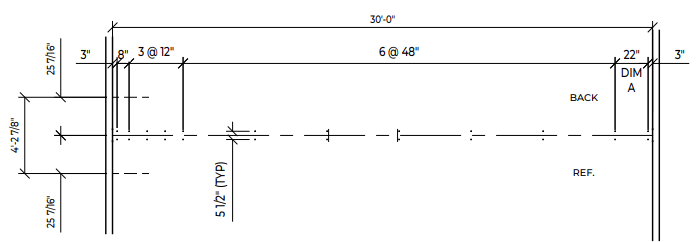 30'-0"
3"
8"
3 @ 12"
6 @ 48"
22"
DIM
A
3"
25 7/16"
BACK
4'-2 7/8"
5 1/2" (TYP)
REF.
25 7/16"